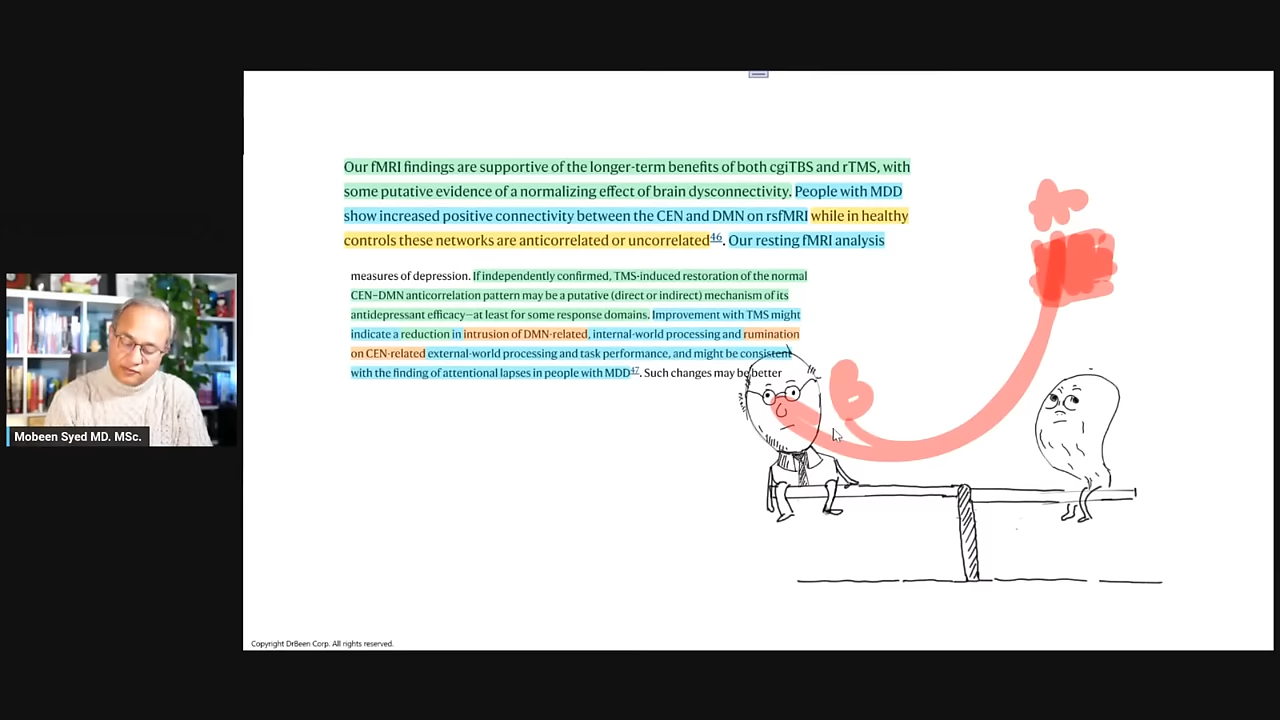 Our fMRI findings are supportive of the longer-term benefits of both cgiTBS and rTMS, with
some putative evidence of a normalizing effect of brain dysconnectivity. People with MDD
show increased positive connectivity between the CEN and DMN on rsfMRI while in healthy
controls these networks are anticorrelated or uncorrelated46. Our resting fMRI analysis
measures of depression. If independently confirmed, TMS-induced restoration of the normal
CEN–DMN anticorrelation pattern may be a putative (direct or indirect) mechanism of its
antidepressant efficacy—at least for some response domains. Improvement with TMS might
indicate a reduction in intrusion of DMN-related, internal-world processing and rumination
on CEN-related external-world processing and task performance, and might be consistent
with the finding of attentional lapses in people with MDD47. Such changes may be better
Mobeen Syed MD. MSc.
Copyright DrBeen Corp. All rights reserved.